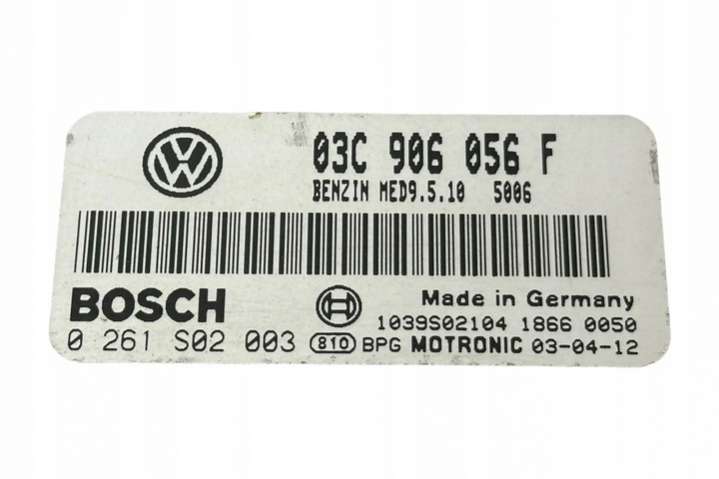 03C 906 056 F
BENZIN MED9.5.10 5006
BOSCH
Made in Germany
1039S02104 1866 0050
0 261 S02 003 810 BPG MOTRONIC 03-04-12